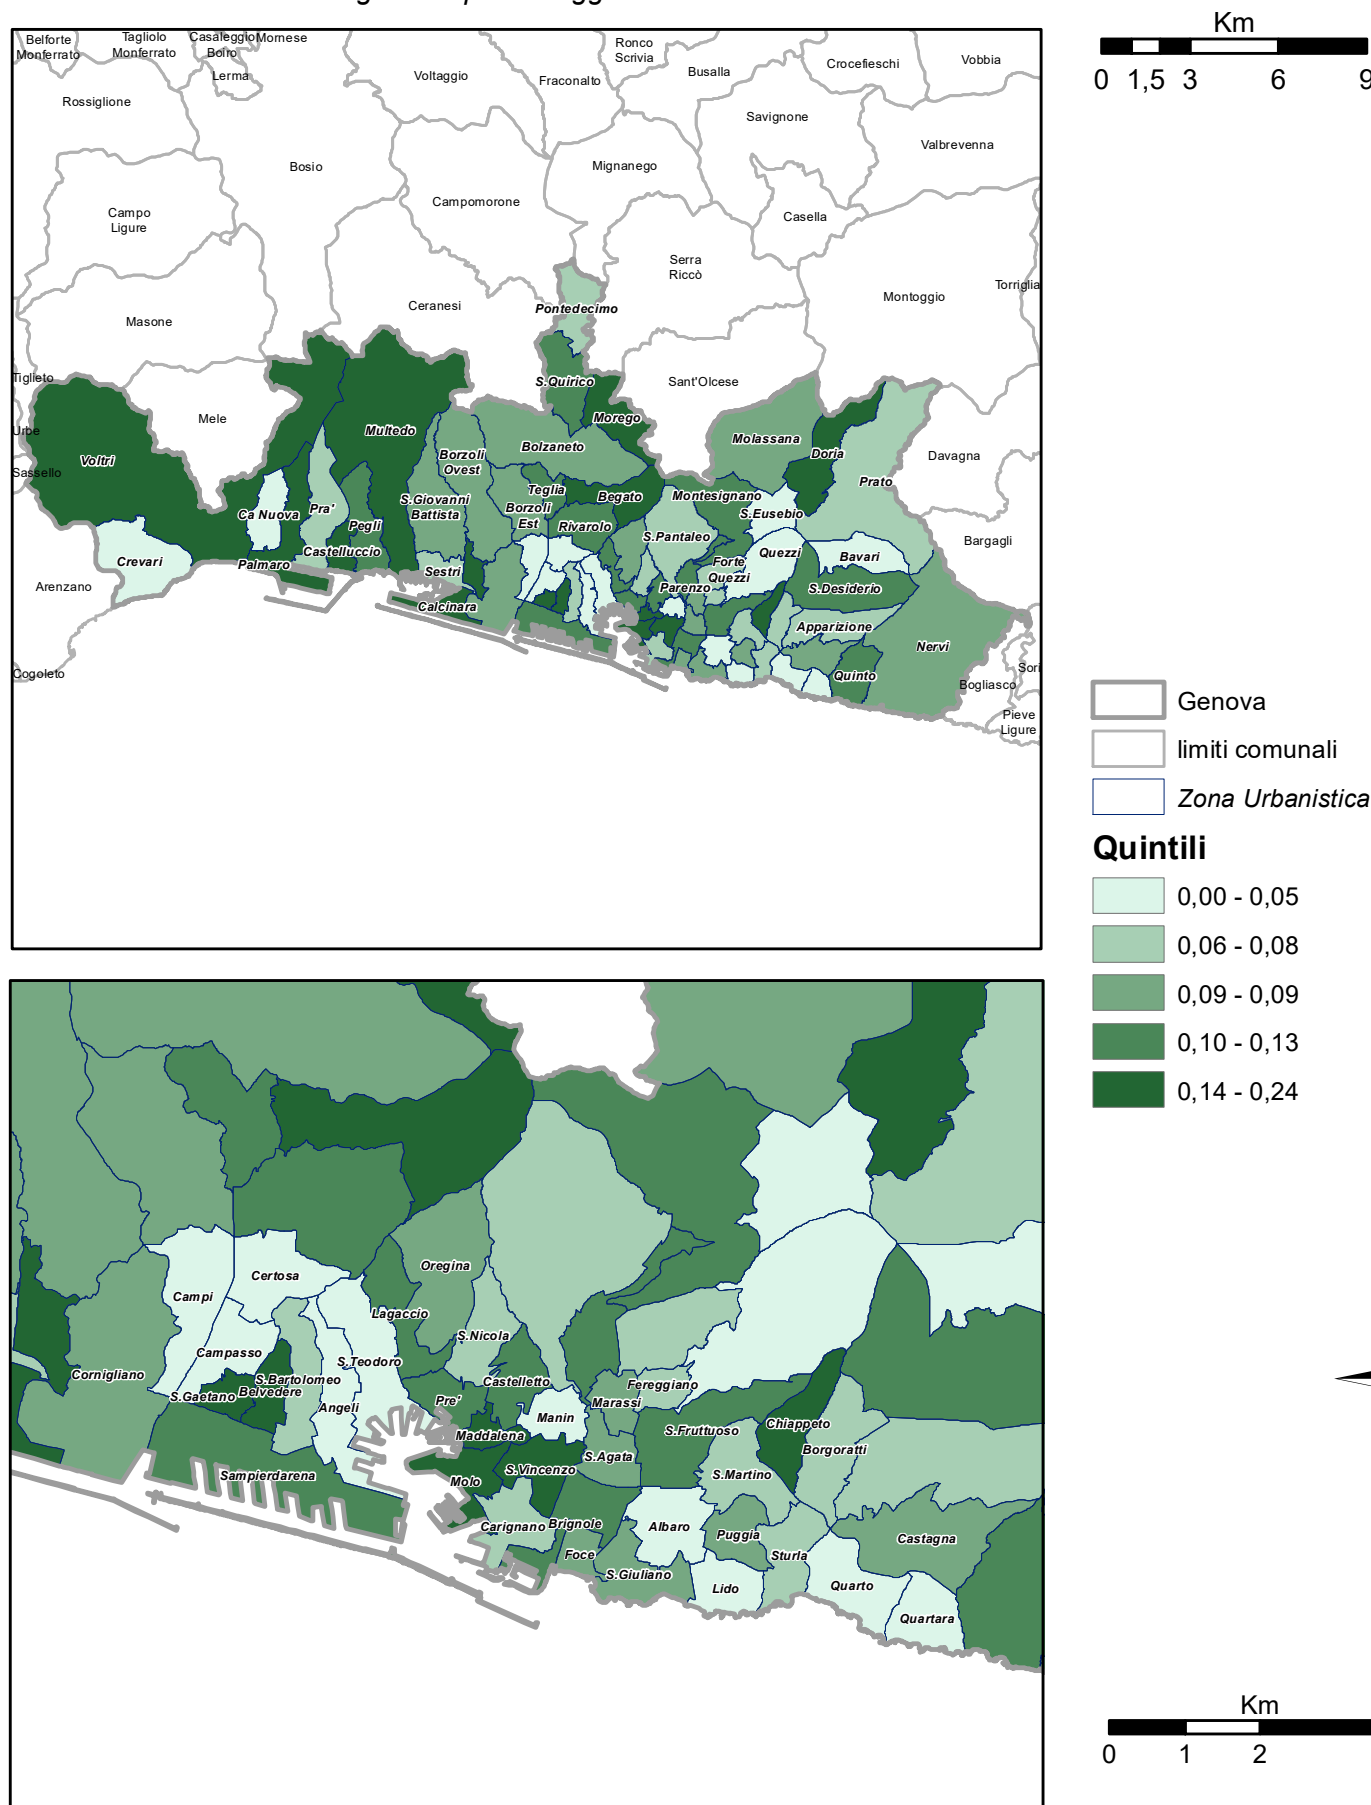 Km
0 1,5 3 6 9
Belforte
Monferrato
Tagliolo
Monferrato
Casaleggio
Boiro
Mornese
Lerma
Ronco
Scrivia
Voltaggio
Fraconalto
Busalla
Crocefieschi
Vobbia
Rossiglione
Savignone
Valbrevenna
Bosio
Mignanego
Campomorone
Casella
Campo
Ligure
Serra
Riccò
Montoggio
Torriglia
Masone
Ceranesi
Pontedecimo
Tiglieto
S.Quirico
Sant'Olcese
Mele
Morego
Urbe
Multedo
Molassana
Bolzaneto
Borzoli
Ovest
Doria
Davagna
Voltri
Sassello
Prato
Teglia
Begato
Montesignano
S.Giovanni
Battista
Ca Nuova
Pra'
Borzoli
Est
S.Eusebio
Pegli
Rivarolo
S.Pantaleo
Bargagli
Castelluccio
Quezzi
Bavari
Crevari
Palmaro
Sestri
Forte
Quezzi
Arenzano
Parenzo
S.Desiderio
Calcinara
Apparizione
Nervi
Cogoleto
Quinto
Sori
Bogliasco
Pieve
Ligure
Genova
limiti comunali
Zona Urbanistica
Quintili
0,00 - 0,05
0,06 - 0,08
0,09 - 0,09
0,10 - 0,13
0,14 - 0,24
Oregina
Certosa
Campi
Lagaccio
S.Nicola
Campasso
S.Teodoro
Cornigliano
S.Bartolomeo
Castelletto
Fereggiano
S.Gaetano
Belvedere
Pre'
Marassi
Angeli
Manin
Maddalena
S.Fruttuoso
Chiappeto
Borgoratti
S.Agata
Sampierdarena
Molo
S.Vincenzo
S.Martino
Carignano
Brignole
Albaro
Puggia
Castagna
Foce
Sturla
S.Giuliano
Lido
Quarto
Quartara
Km
0 1 2